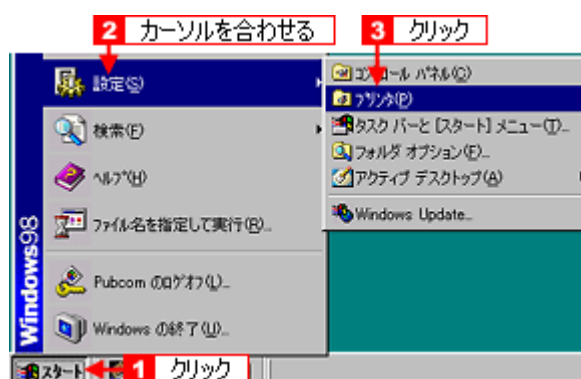 2 カーソルを合わせる
3 クリック
設定(S)
検索(F)
ヘルプ(H)
ファイル名を指定して実行(R)...
Pubcom のログオフ(L)...
Windows の終了(U)...
Windows98
コントロール パネル(C)
プリンタ(P)
タスク バーと [スタート] メニュー(T)...
フォルダ オプション(F)...
アクティブ デスクトップ(A)
Windows Update...
スタート
1 クリック